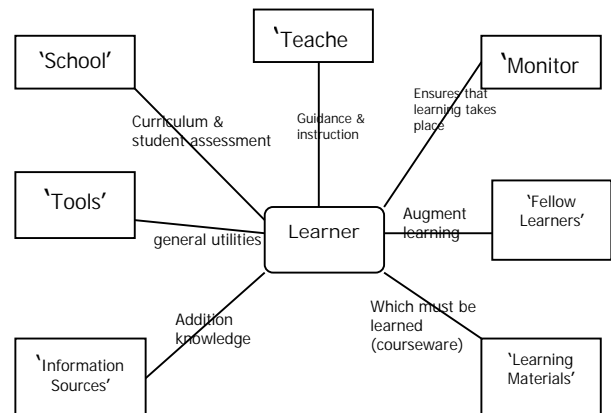 ‘School’
‘Teache
‘Monitor
Curriculum &
student assessment
Guidance &
instruction
Ensures that
learning takes
place
‘Tools’
general utilities
Learner
Augment
learning
‘Fellow
Learners’
Addition
knowledge
Which must be
learned
(courseware)
‘Information
Sources’
‘Learning
Materials’